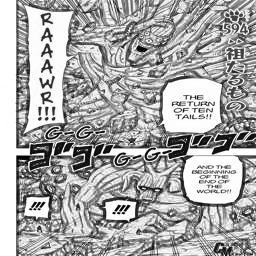 594
祖たるもの
RAAAWR!!!
THE
RETURN
OF TEN
TAILS!!
G-G-
ゴゴ
G-G-
ゴゴ
AND THE
BEGINNING
OF THE
END OF
THE
WORLD!!
!!!
!!!